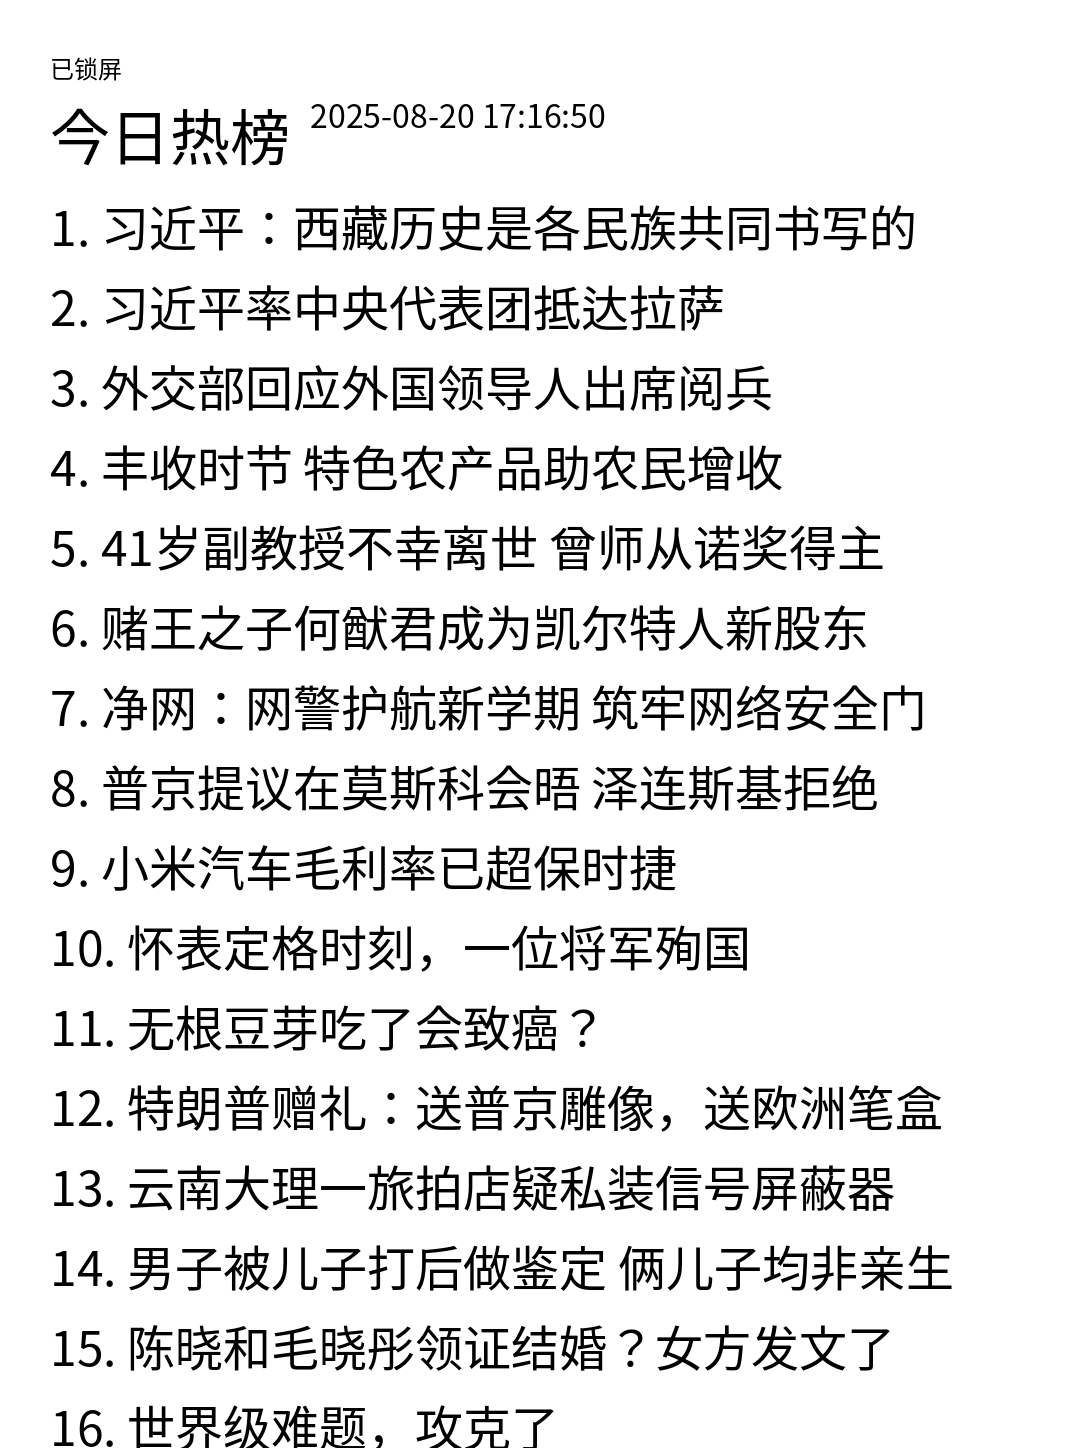 已锁屏
今日热榜 2025-08-20 17:16:50
1. 习近平：西藏历史是各民族共同书写的
2. 习近平率中央代表团抵达拉萨
3. 外交部回应外国领导人出席阅兵
4. 丰收时节 特色农产品助农民增收
5. 41岁副教授不幸离世 曾师从诺奖得主
6. 赌王之子何猷君成为凯尔特人新股东
7. 净网：网警护航新学期 筑牢网络安全门
8. 普京提议在莫斯科会晤 泽连斯基拒绝
9. 小米汽车毛利率已超保时捷
10. 怀表定格时刻，一位将军殉国
11. 无根豆芽吃了会致癌？
12. 特朗普赠礼：送普京雕像，送欧洲笔盒
13. 云南大理一旅拍店疑私装信号屏蔽器
14. 男子被儿子打后做鉴定 俩儿子均非亲生
15. 陈晓和毛晓彤领证结婚？女方发文了
16. 世界级难题，攻克了